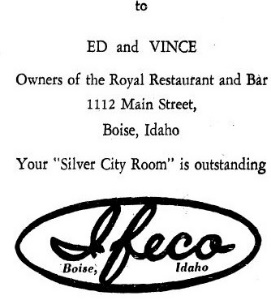 to
ED and VINCE
Owners of the Royal Restaurant and Bar
1112 Main Street,
Boise, Idaho
Your "Silver City Room" is outstanding
Ifeco
Boise, Idaho